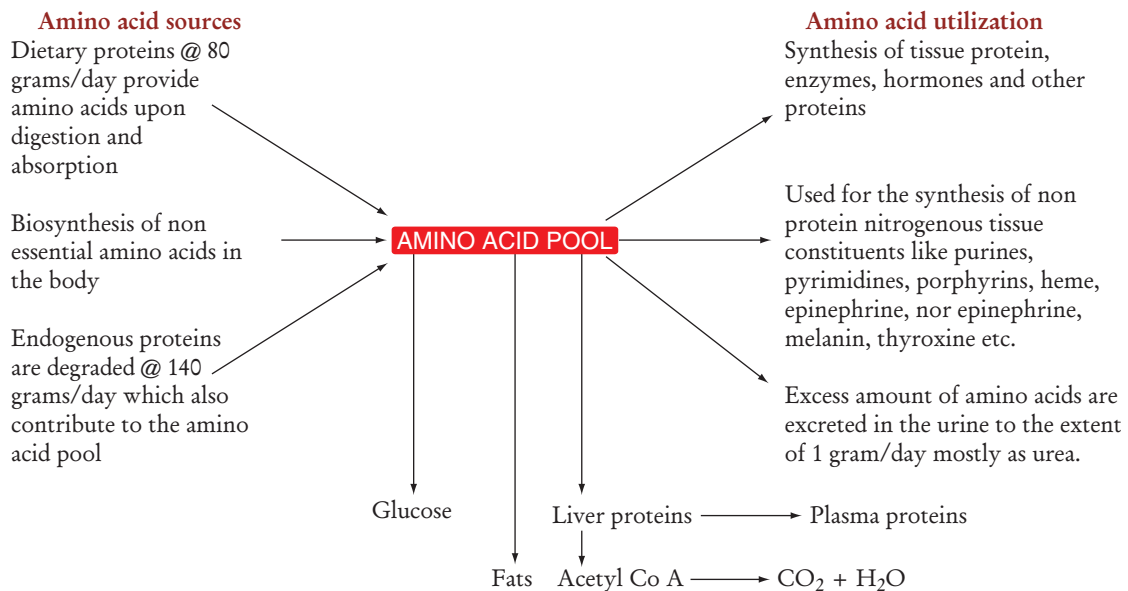 Amino acid sources
Dietary proteins @ 80
grams/day provide
amino acids upon
digestion and
absorption
Biosynthesis of non
essential amino acids in
the body
Endogenous proteins
are degraded @ 140
grams/day which also
contribute to the amino
acid pool
AMINO ACID POOL
Amino acid utilization
Synthesis of tissue protein,
enzymes, hormones and other
proteins
Used for the synthesis of non
protein nitrogenous tissue
constituents like purines,
pyrimidines, porphyrins, heme,
epinephrine, nor epinephrine,
melanin, thyroxine etc.
Excess amount of amino acids are
excreted in the urine to the extent
of 1 gram/day mostly as urea.
Glucose
Liver proteins
Plasma proteins
Fats
Acetyl Co A
CO₂ + H₂O